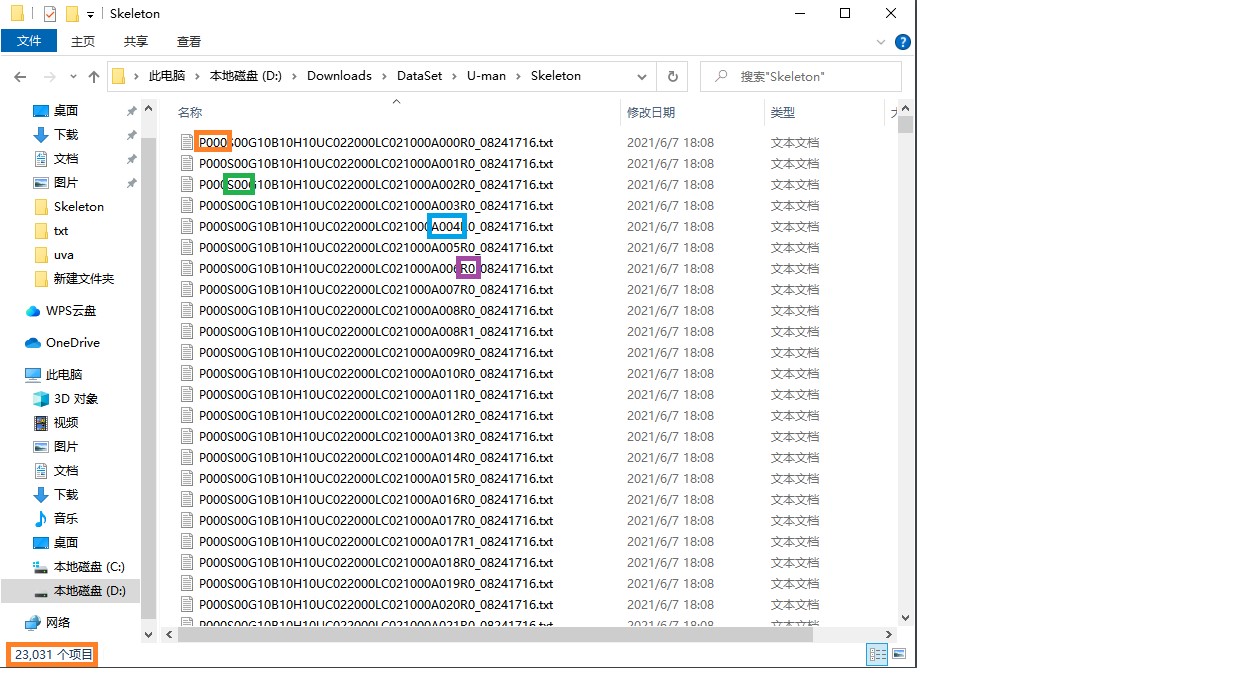 Skeleton
文件 主页 共享 查看
此电脑 本地磁盘 (D:) Downloads DataSet U-man Skeleton 搜索"Skeleton"
名称 修改日期 类型
桌面
下载
文档
图片
Skeleton
txt
uva
新建文件夹
WPS云盘
OneDrive
此电脑
3D 对象
视频
图片
文档
下载
音乐
桌面
本地磁盘 (C:)
本地磁盘 (D:)
网络
P000S00G10B10H10UC022000LC021000A000R0_08241716.txt 2021/6/7 18:08 文本文档
P000S00G10B10H10UC022000LC021000A001R0_08241716.txt 2021/6/7 18:08 文本文档
P000S00G10B10H10UC022000LC021000A002R0_08241716.txt 2021/6/7 18:08 文本文档
P000S00G10B10H10UC022000LC021000A003R0_08241716.txt 2021/6/7 18:08 文本文档
P000S00G10B10H10UC022000LC021000A004R0_08241716.txt 2021/6/7 18:08 文本文档
P000S00G10B10H10UC022000LC021000A005R0_08241716.txt 2021/6/7 18:08 文本文档
P000S00G10B10H10UC022000LC021000A006R0_08241716.txt 2021/6/7 18:08 文本文档
P000S00G10B10H10UC022000LC021000A007R0_08241716.txt 2021/6/7 18:08 文本文档
P000S00G10B10H10UC022000LC021000A008R0_08241716.txt 2021/6/7 18:08 文本文档
P000S00G10B10H10UC022000LC021000A008R1_08241716.txt 2021/6/7 18:08 文本文档
P000S00G10B10H10UC022000LC021000A009R0_08241716.txt 2021/6/7 18:08 文本文档
P000S00G10B10H10UC022000LC021000A010R0_08241716.txt 2021/6/7 18:08 文本文档
P000S00G10B10H10UC022000LC021000A011R0_08241716.txt 2021/6/7 18:08 文本文档
P000S00G10B10H10UC022000LC021000A012R0_08241716.txt 2021/6/7 18:08 文本文档
P000S00G10B10H10UC022000LC021000A013R0_08241716.txt 2021/6/7 18:08 文本文档
P000S00G10B10H10UC022000LC021000A014R0_08241716.txt 2021/6/7 18:08 文本文档
P000S00G10B10H10UC022000LC021000A015R0_08241716.txt 2021/6/7 18:08 文本文档
P000S00G10B10H10UC022000LC021000A016R0_08241716.txt 2021/6/7 18:08 文本文档
P000S00G10B10H10UC022000LC021000A017R0_08241716.txt 2021/6/7 18:08 文本文档
P000S00G10B10H10UC022000LC021000A017R1_08241716.txt 2021/6/7 18:08 文本文档
P000S00G10B10H10UC022000LC021000A018R0_08241716.txt 2021/6/7 18:08 文本文档
P000S00G10B10H10UC022000LC021000A019R0_08241716.txt 2021/6/7 18:08 文本文档
P000S00G10B10H10UC022000LC021000A020R0_08241716.txt 2021/6/7 18:08 文本文档
P000S00G10B10H10UC022000LC021000A021R0_08241716.txt 2021/6/7 18:08 文本文档
23,031 个项目